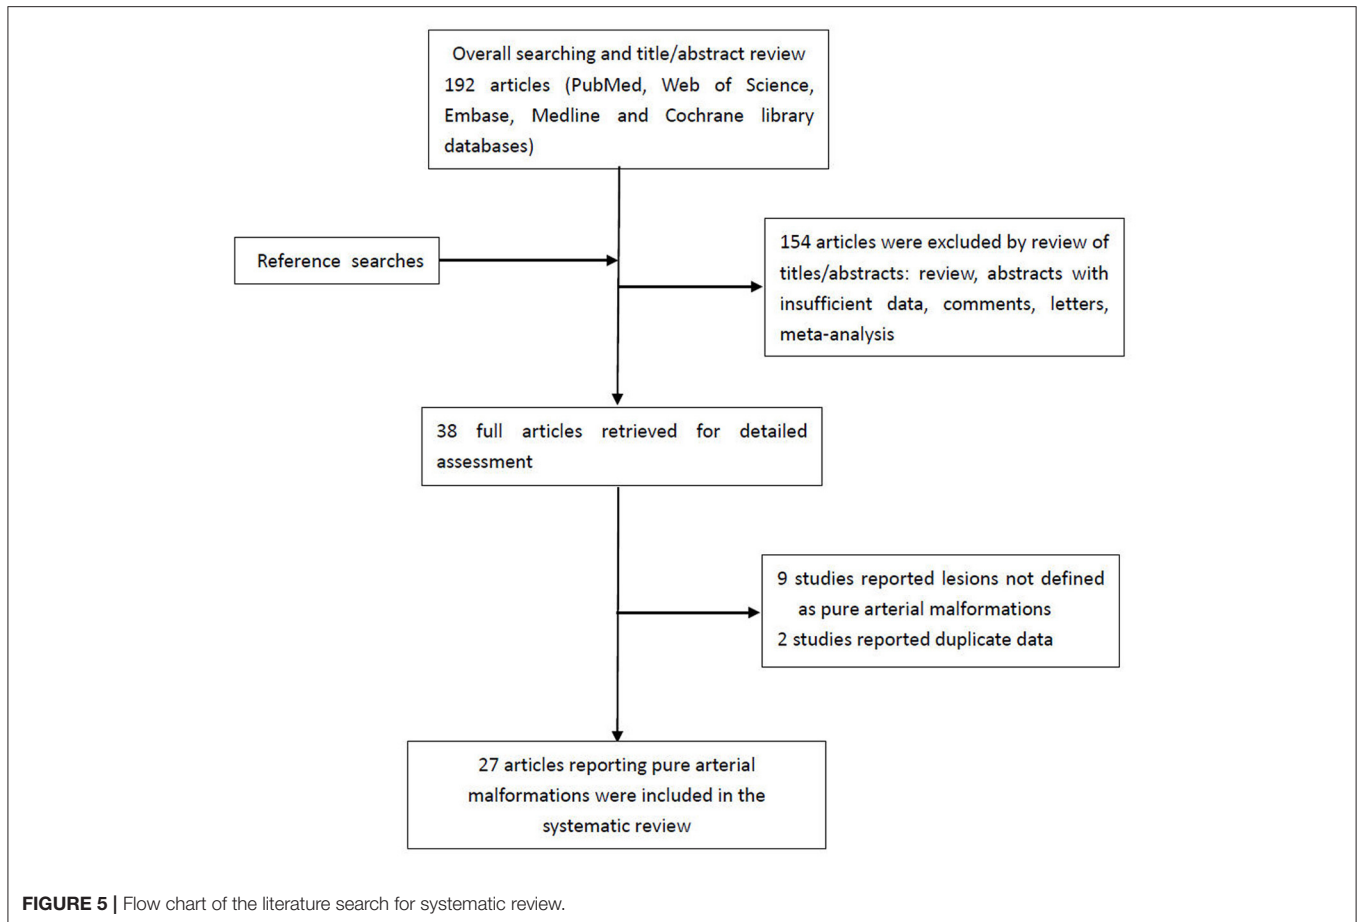 Overall searching and title/abstract review
192 articles (PubMed, Web of Science,
Embase, Medline and Cochrane library
databases)
Reference searches
154 articles were excluded by review of
titles/abstracts: review, abstracts with
insufficient data, comments, letters,
meta-analysis
38 full articles retrieved for detailed
assessment
9 studies reported lesions not defined
as pure arterial malformations
2 studies reported duplicate data
27 articles reporting pure arterial
malformations were included in the
systematic review
FIGURE 5 | Flow chart of the literature search for systematic review.